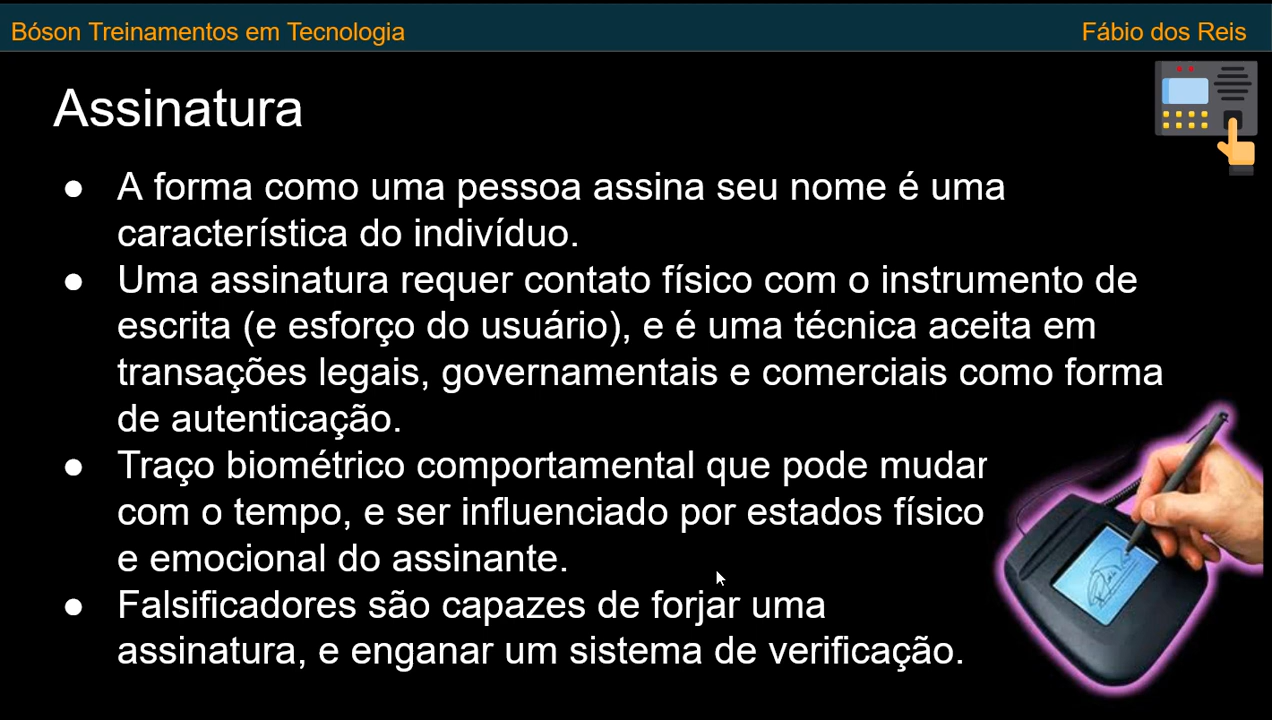 Bóson Treinamentos em Tecnologia
Fábio dos Reis
Assinatura
● A forma como uma pessoa assina seu nome é uma
característica do indivíduo.
● Uma assinatura requer contato físico com o instrumento de
escrita (e esforço do usuário), e é uma técnica aceita em
transações legais, governamentais e comerciais como forma
de autenticação.
● Traço biométrico comportamental que pode mudar
com o tempo, e ser influenciado por estados físico
e emocional do assinante.
● Falsificadores são capazes de forjar uma
assinatura, e enganar um sistema de verificação.